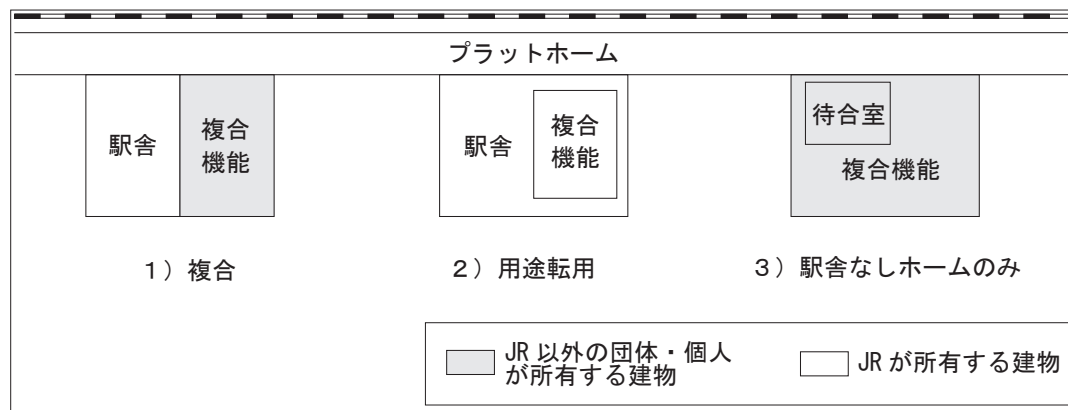 プラットホーム
駅舎
複合
機能
駅舎
複合
機能
待合室
複合機能
1）複合
2）用途転用
3）駅舎なしホームのみ
JR 以外の団体・個人
が所有する建物
JR が所有する建物